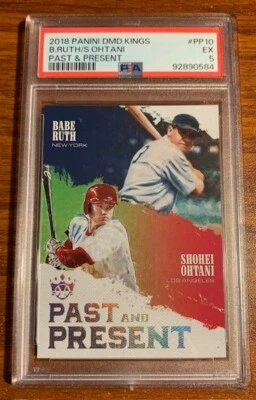 2018 PANINI DMD.KINGS #PP10
B.RUTH/S.OHTANI EX
PAST & PRESENT 5
PSA 92890584
BABE
RUTH
NEW YORK
SHOHEI
OHTANI
LOS ANGELES
PAST AND
PRESENT